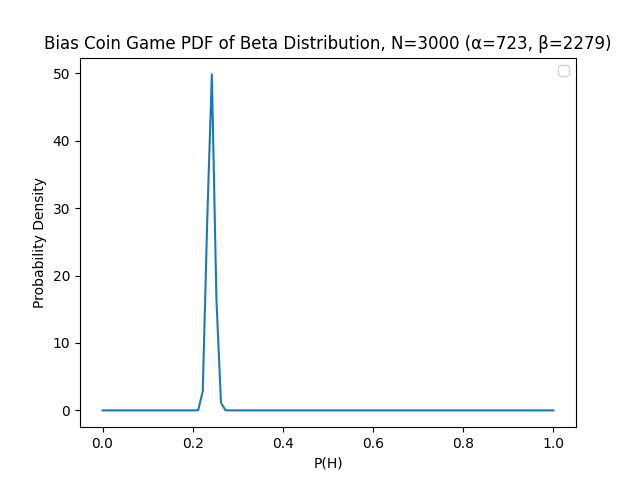 Bias Coin Game PDF of Beta Distribution, N=3000 (α=723, β=2279)
50
40
30
20
10
0
Probability Density
0.0 0.2 0.4 0.6 0.8 1.0
P(H)